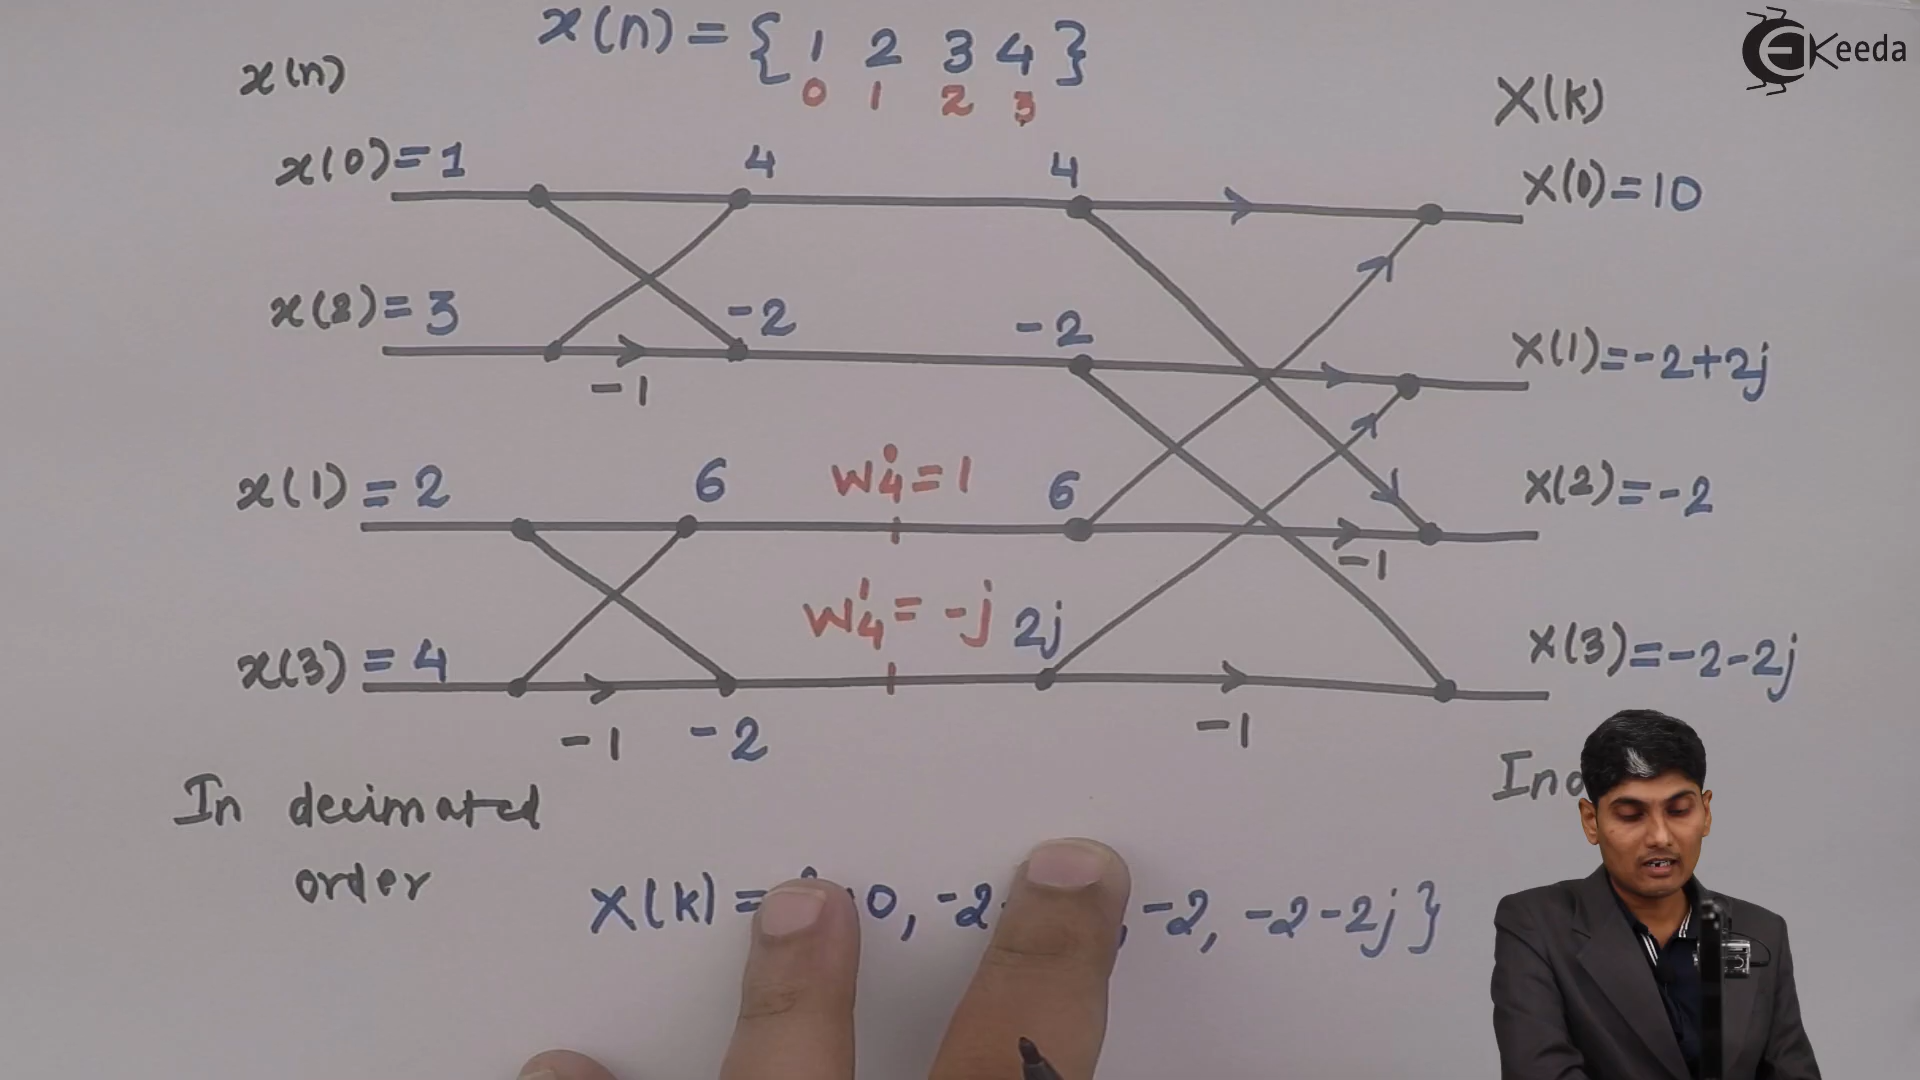 x(n) = { 1 2 3 4 }
0 1 2 3
Keeda
x(n)
X(k)
x(0) = 1
4
4
X(0) = 10
x(2) = 3
-2
-2
X(1) = -2+2j
-1
x(1) = 2
6
W₄⁰ = 1
6
X(2) = -2
-1
x(3) = 4
W₄¹ = -j
2j
X(3) = -2-2j
-1
-2
-1
In decimated
order
X(k) = 0, -2 , -2, -2-2j }